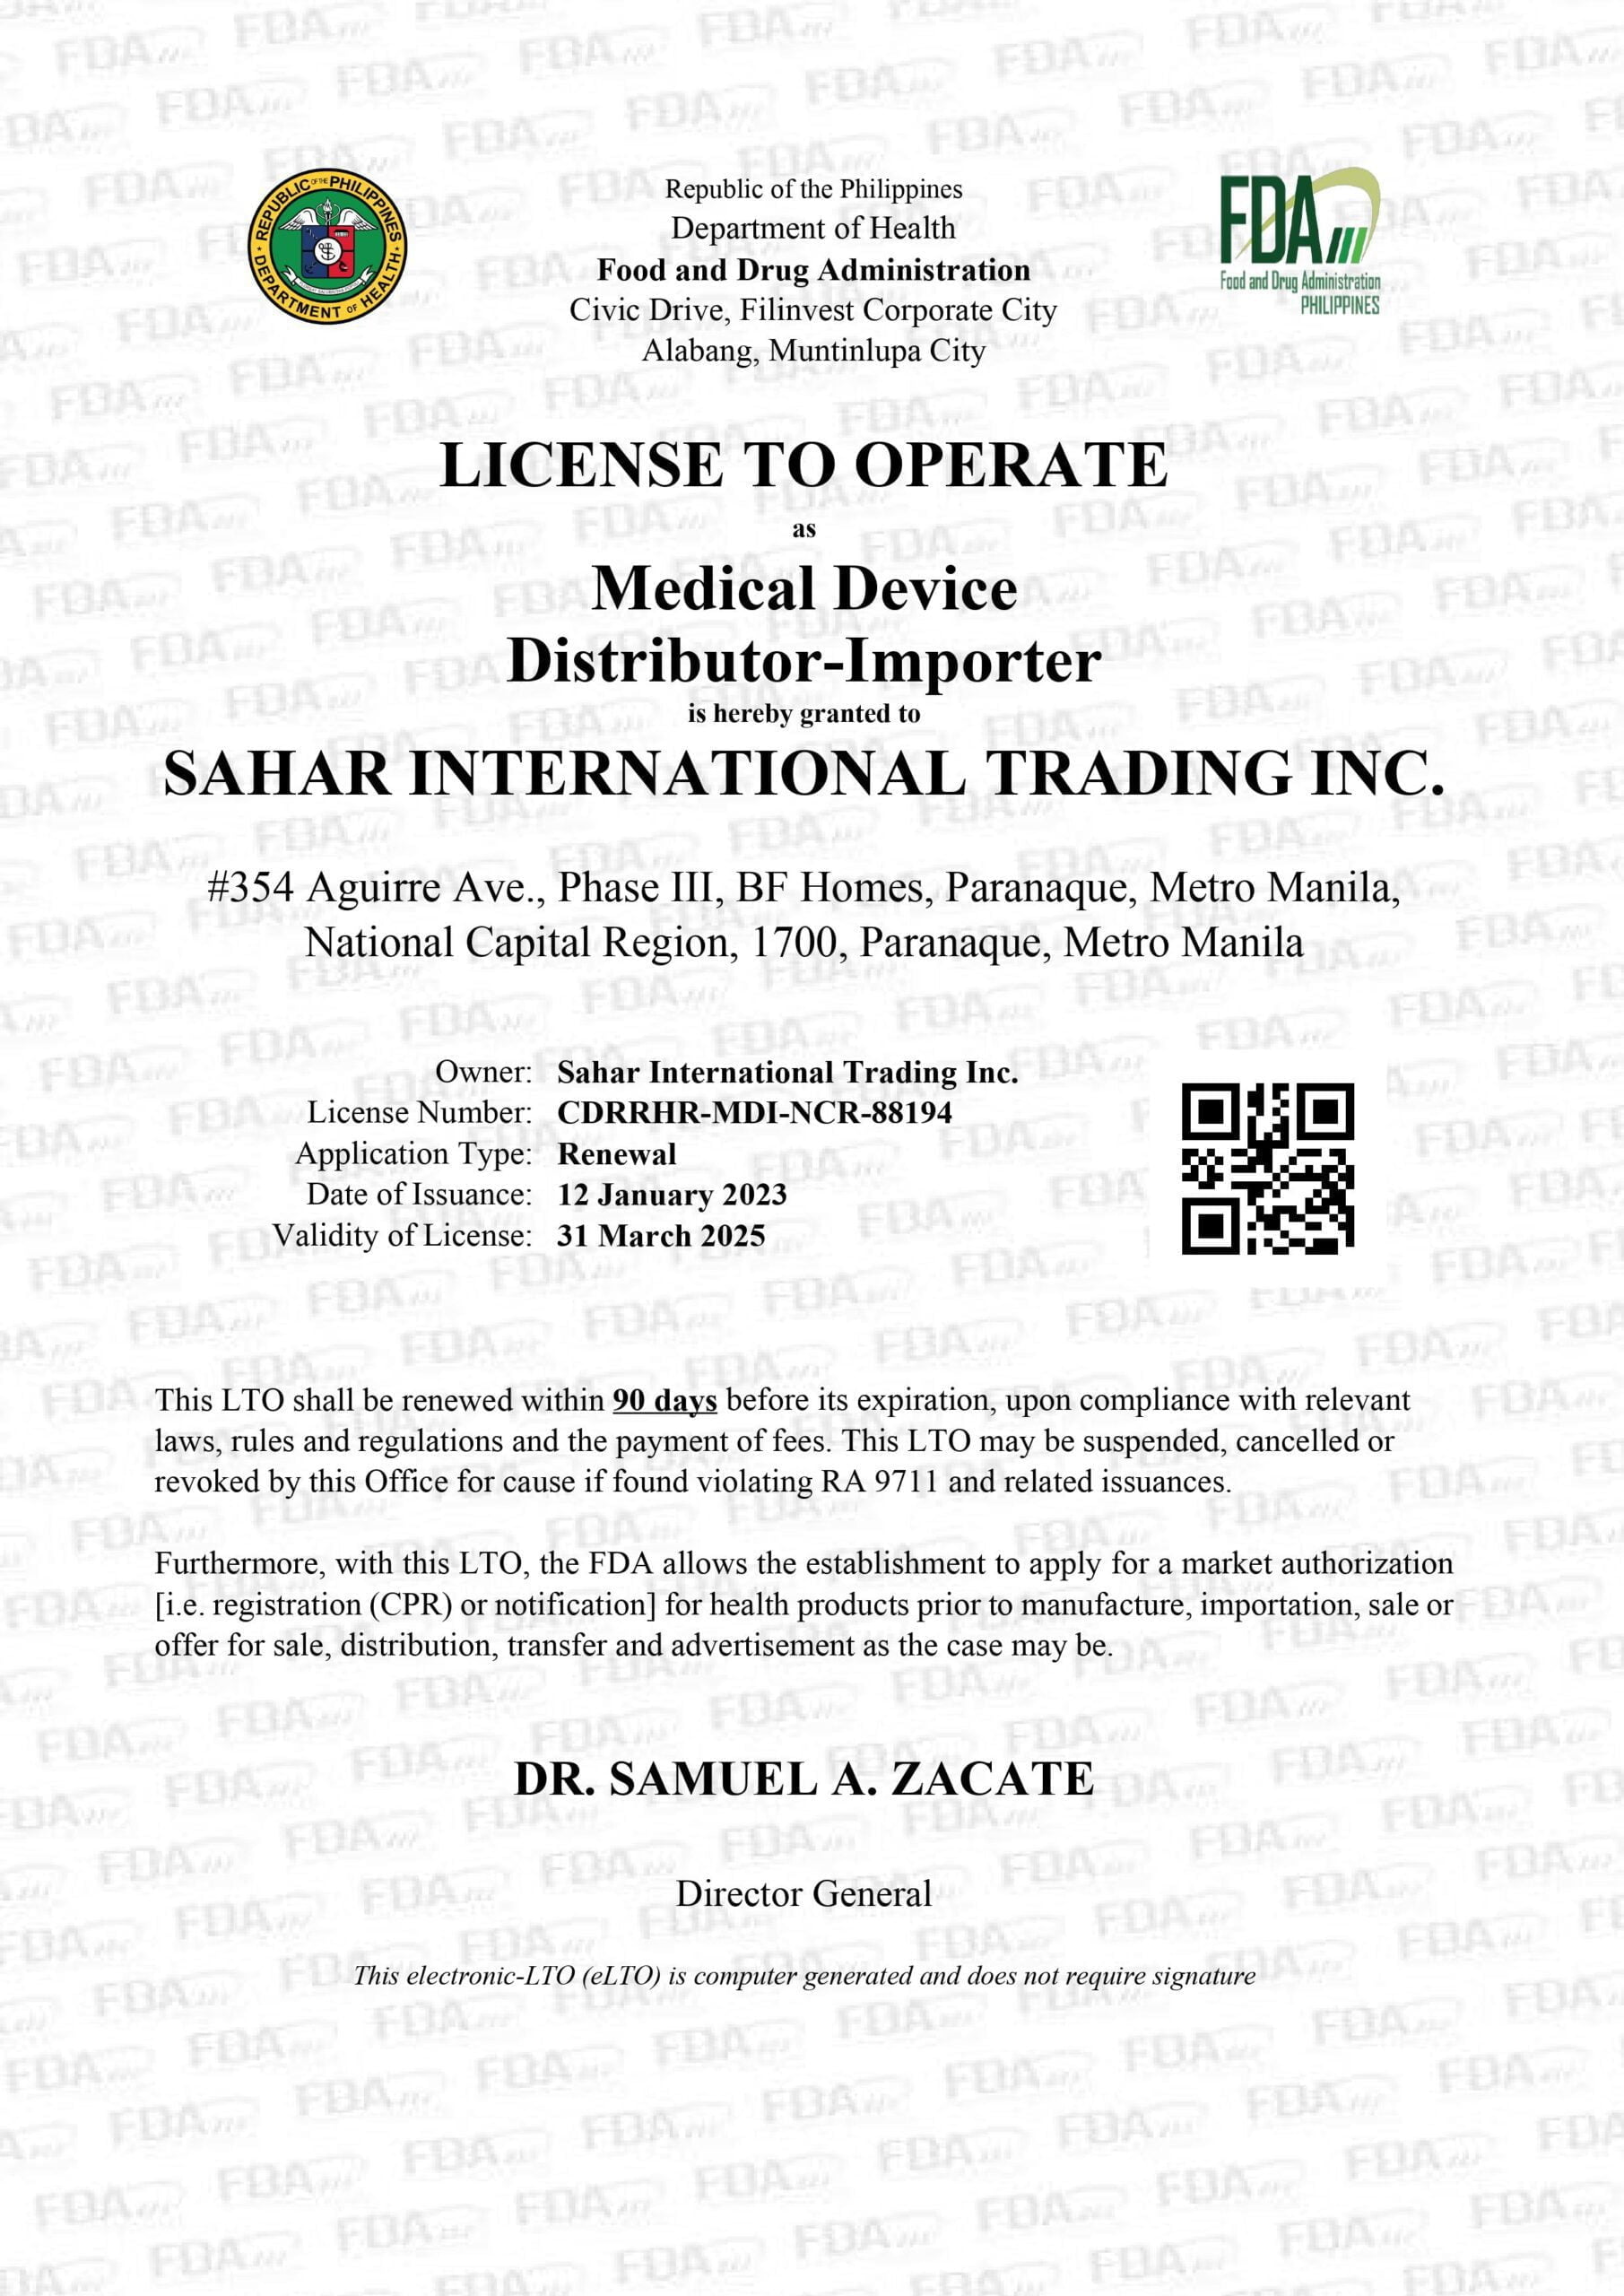 REPUBLIC OF THE PHILIPPINES
DEPARTMENT OF HEALTH
Republic of the Philippines
Department of Health
Food and Drug Administration
Civic Drive, Filinvest Corporate City
Alabang, Muntinlupa City
FDA
Food and Drug Administration
PHILIPPINES
LICENSE TO OPERATE
as
Medical Device
Distributor-Importer
is hereby granted to
SAHAR INTERNATIONAL TRADING INC.
#354 Aguirre Ave., Phase III, BF Homes, Paranaque, Metro Manila,
National Capital Region, 1700, Paranaque, Metro Manila
Owner: Sahar International Trading Inc.
License Number: CDRRHR-MDI-NCR-88194
Application Type: Renewal
Date of Issuance: 12 January 2023
Validity of License: 31 March 2025
This LTO shall be renewed within 90 days before its expiration, upon compliance with relevant
laws, rules and regulations and the payment of fees. This LTO may be suspended, cancelled or
revoked by this Office for cause if found violating RA 9711 and related issuances.
Furthermore, with this LTO, the FDA allows the establishment to apply for a market authorization
[i.e. registration (CPR) or notification] for health products prior to manufacture, importation, sale or
offer for sale, distribution, transfer and advertisement as the case may be.
DR. SAMUEL A. ZACATE
Director General
This electronic-LTO (eLTO) is computer generated and does not require signature